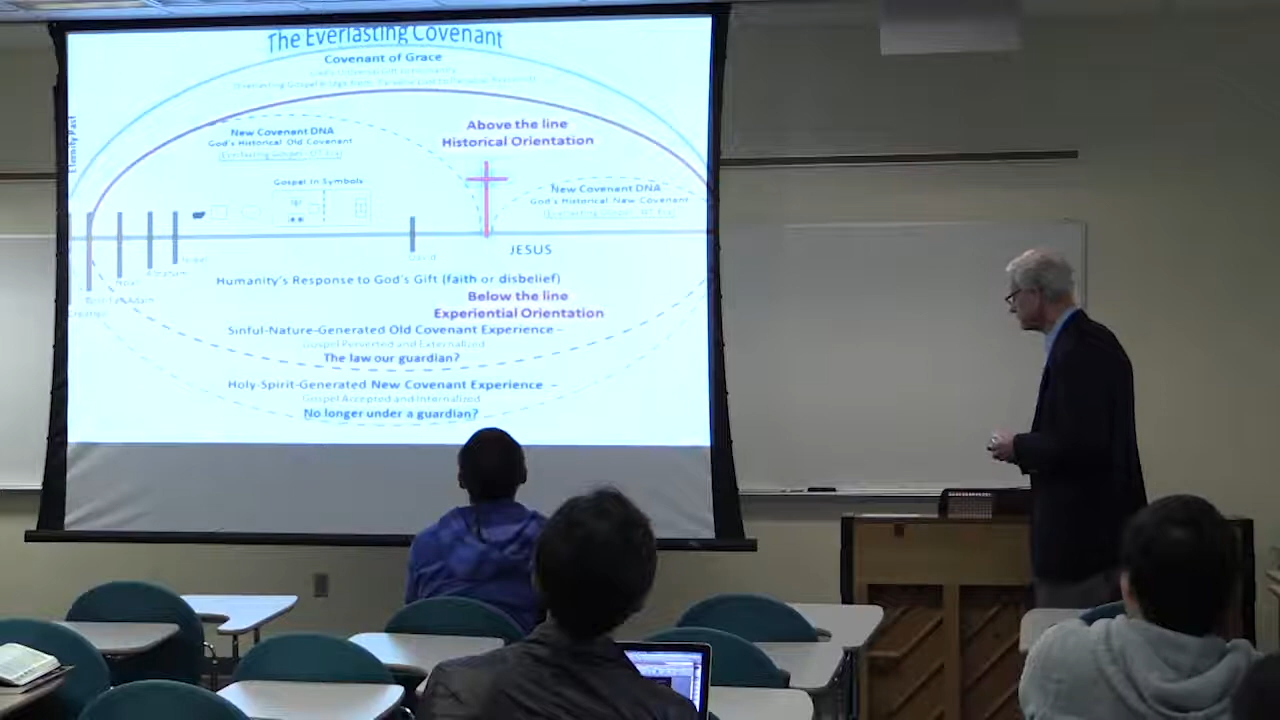 The Everlasting Covenant
Covenant of Grace
Eternity Past
New Covenant DNA
God's Historical Old Covenant
Above the line
Historical Orientation
Gospel In Symbols
New Covenant DNA
God's Historical New Covenant
JESUS
David
Israel
Abraham
Noah
Creation
Humanity's Response to God's Gift (faith or disbelief)
Below the line
Experiential Orientation
Sinful-Nature-Generated Old Covenant Experience –
Gospel Perverted and Externalized
The law our guardian?
Holy-Spirit-Generated New Covenant Experience –
Gospel Accepted and Internalized
No longer under a guardian?